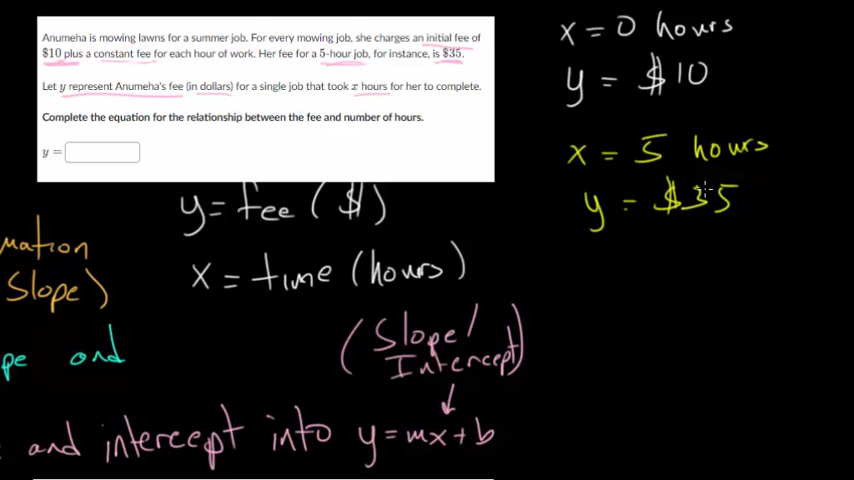 Anumeha is mowing lawns for a summer job. For every mowing job, she charges an initial fee of
$10 plus a constant fee for each hour of work. Her fee for a 5-hour job, for instance, is $35.
Let y represent Anumeha's fee (in dollars) for a single job that took x hours for her to complete.
Complete the equation for the relationship between the fee and number of hours.
y =
x = 0 hours
y = $10
x = 5 hours
y = $35
y = fee ($)
x = time (hours)
mation
Slope)
pe and
(Slope/
Intercept)
↓
and intercept into y=mx+b